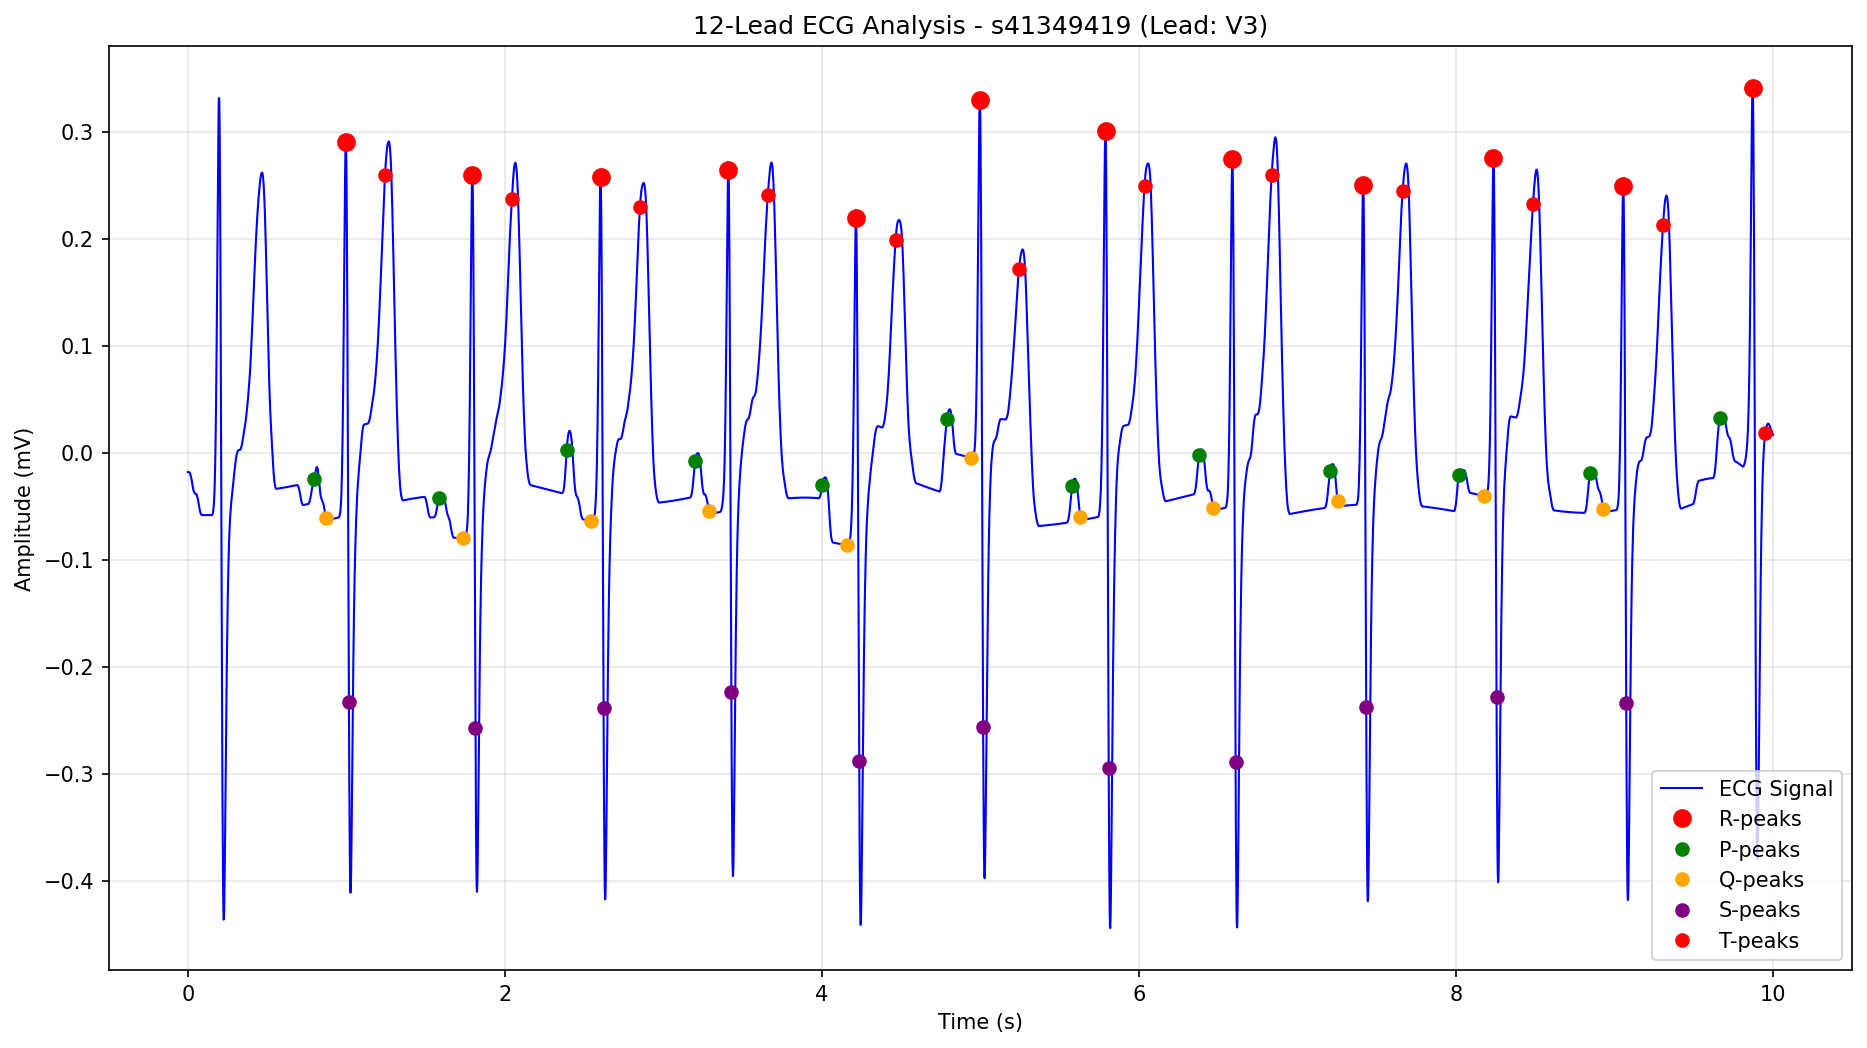 12-Lead ECG Analysis - s41349419 (Lead: V3)
Amplitude (mV)
0.3
0.2
0.1
0.0
−0.1
−0.2
−0.3
−0.4
ECG Signal
R-peaks
P-peaks
Q-peaks
S-peaks
T-peaks
0 2 4 6 8 10
Time (s)